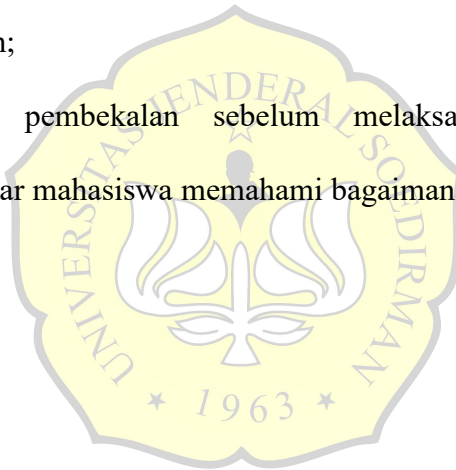 n;
pembekalan sebelum melaksa
ar mahasiswa memahami bagaiman
UNIVERSITAS JENDERAL SOEDIRMAN
1963